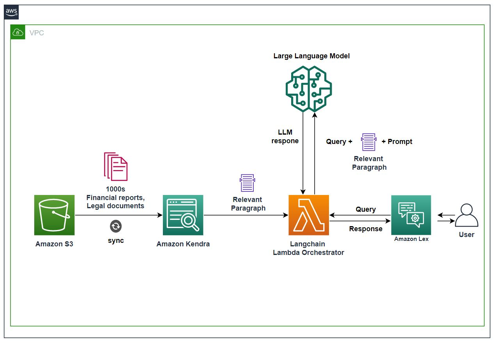 aws
VPC
Large Language Model
LLM
respone
Query +
+ Prompt
Relevant
Paragraph
1000s
Financial reports,
Legal documents
sync
Relevant
Paragraph
Query
Response
Amazon S3
Amazon Kendra
Langchain
Lambda Orchestrator
Amazon Lex
User